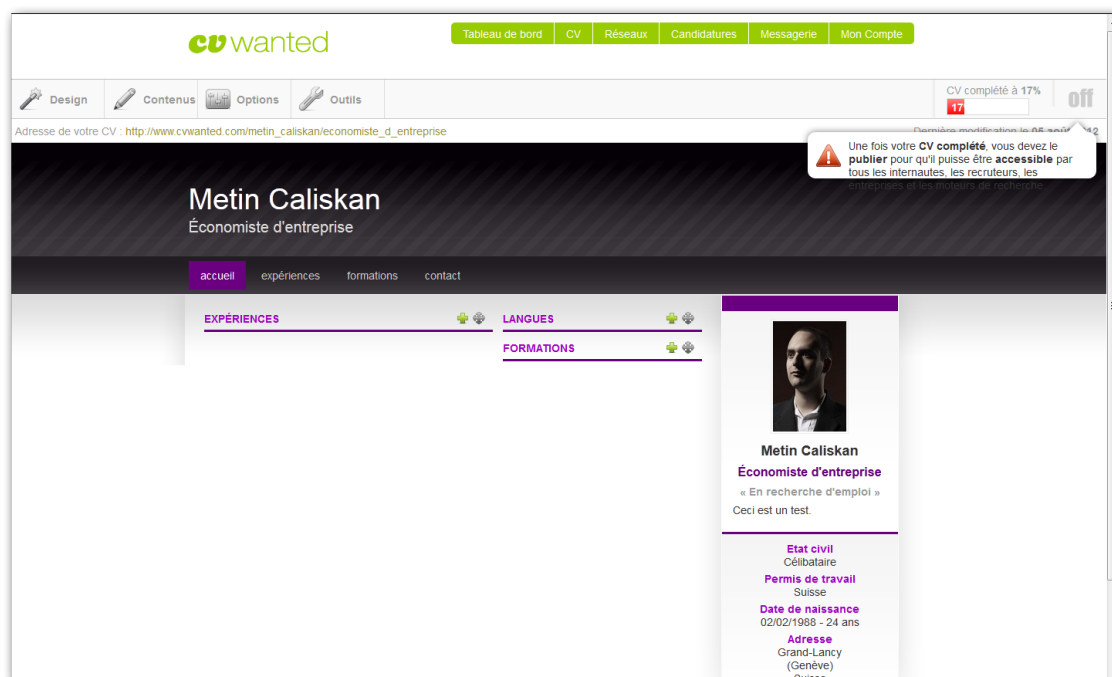 cv wanted
Tableau de bord CV Réseaux Candidatures Messagerie Mon Compte
Design Contenus Options Outils
CV complété à 17%
17
off
Adresse de votre CV : http://www.cvwanted.com/metin_caliskan/economiste_d_entreprise
Dernière modification le 05 août 2012
Une fois votre CV complété, vous devez le
publier pour qu'il puisse être accessible par
tous les internautes, les recruteurs, les
entreprises et les moteurs de recherche
Metin Caliskan
Économiste d'entreprise
accueil expériences formations contact
EXPÉRIENCES
LANGUES
FORMATIONS
Metin Caliskan
Économiste d'entreprise
« En recherche d'emploi »
Ceci est un test.
Etat civil
Célibataire
Permis de travail
Suisse
Date de naissance
02/02/1988 - 24 ans
Adresse
Grand-Lancy
(Genève)
Suisse